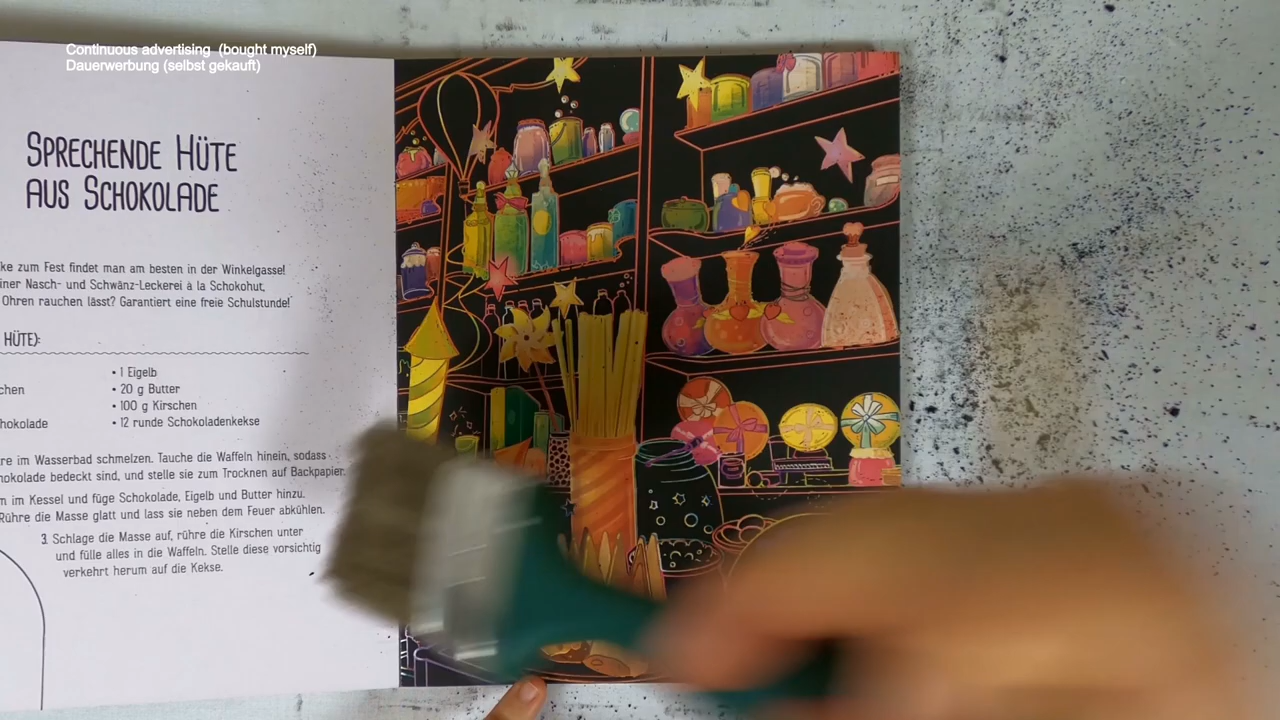 Continuous advertising (bought myself)
Dauerwerbung (selbst gekauft)
SPRECHENDE HÜTE
AUS SCHOKOLADE
ke zum Fest findet man am besten in der Winkelgasse!
iner Nasch- und Schwänz-Leckerei à la Schokohut,
Ohren rauchen lässt? Garantiert eine freie Schulstunde!
HÜTE):
• 1 Eigelb
chen • 20 g Butter
• 100 g Kirschen
okolade • 12 runde Schokoladenkekse
re im Wasserbad schmelzen. Tauche die Waffeln hinein, sodass
hokolade bedeckt sind, und stelle sie zum Trocknen auf Backpapier.
m im Kessel und füge Schokolade, Eigelb und Butter hinzu.
Rühre die Masse glatt und lass sie neben dem Feuer abkühlen.
3. Schlage die Masse auf, rühre die Kirschen unter
und fülle alles in die Waffeln. Stelle diese vorsichtig
verkehrt herum auf die Kekse.